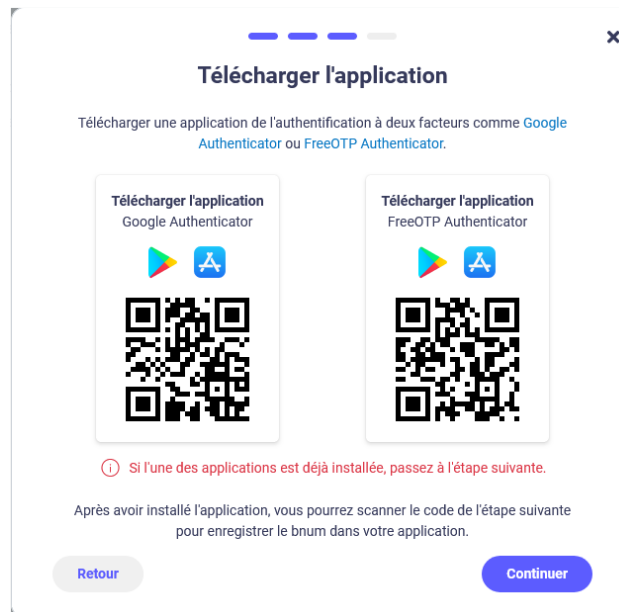 Télécharger l'application
Télécharger une application de l'authentification à deux facteurs comme Google
Authenticator ou FreeOTP Authenticator.
Télécharger l'application
Google Authenticator
Télécharger l'application
FreeOTP Authenticator
Si l'une des applications est déjà installée, passez à l'étape suivante.
Après avoir installé l'application, vous pourrez scanner le code de l'étape suivante
pour enregistrer le bnum dans votre application.
Retour
Continuer